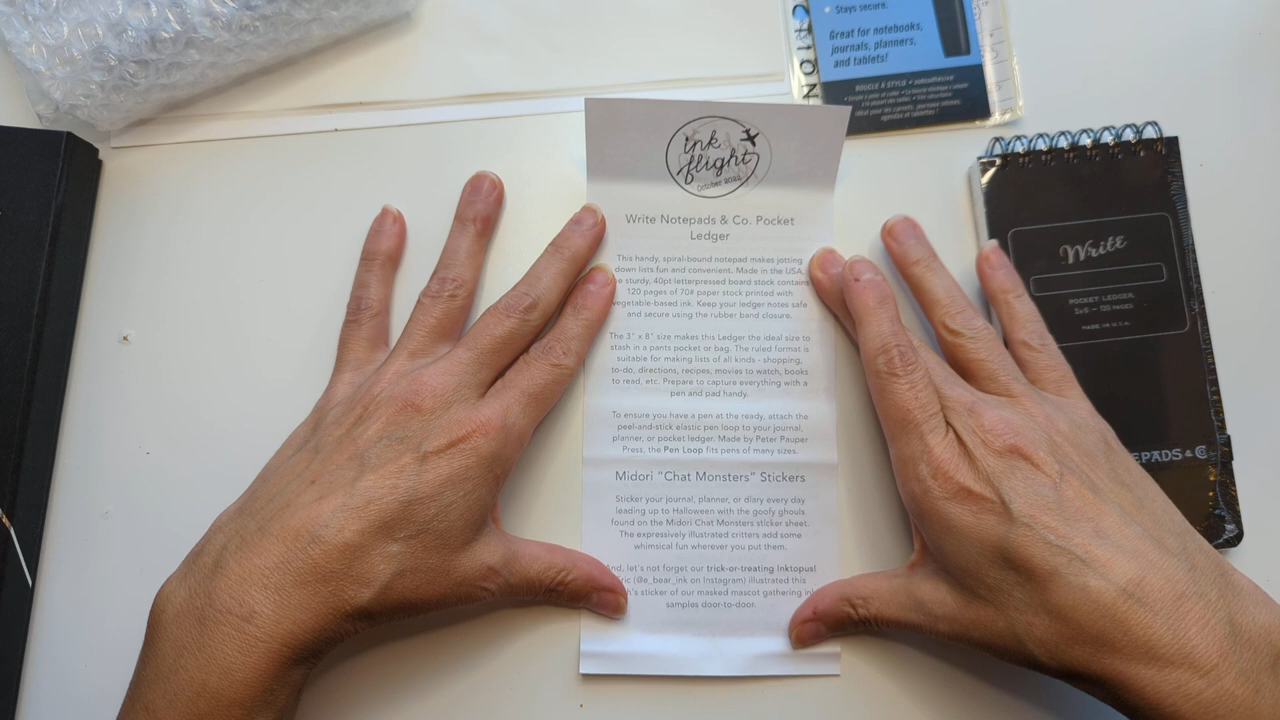 Stays secure.
Great for notebooks,
journals, planners,
and tablets!
BOUCLE À STYLO • autoadhésive
agendas et tablettes !
ink
flight
October 2022
Write Notepads & Co. Pocket
Ledger
This handy, spiral-bound notepad makes jotting
down lists fun and convenient. Made in the USA,
e sturdy, 40pt letterpressed board stock contains
120 pages of 70# paper stock printed with
vegetable-based ink. Keep your ledger notes safe
and secure using the rubber band closure.
The 3" x 8" size makes this Ledger the ideal size to
stash in a pants pocket or bag. The ruled format is
suitable for making lists of all kinds - shopping,
to-do, directions, recipes, movies to watch, books
to read, etc. Prepare to capture everything with a
pen and pad handy.
To ensure you have a pen at the ready, attach the
peel-and-stick elastic pen loop to your journal,
planner, or pocket ledger. Made by Peter Pauper
Press, the Pen Loop fits pens of many sizes.
Midori "Chat Monsters" Stickers
Sticker your journal, planner, or diary every day
leading up to Halloween with the goofy ghouls
found on the Midori Chat Monsters sticker sheet.
The expressively illustrated critters add some
whimsical fun wherever you put them.
And, let's not forget our trick-or-treating Inktopus!
Eric (@e_bear_ink on Instagram) illustrated this
h's sticker of our masked mascot gathering in
samples door-to-door.
Write
POCKET LEDGER
MADE IN U.S.A.
EPADS & C